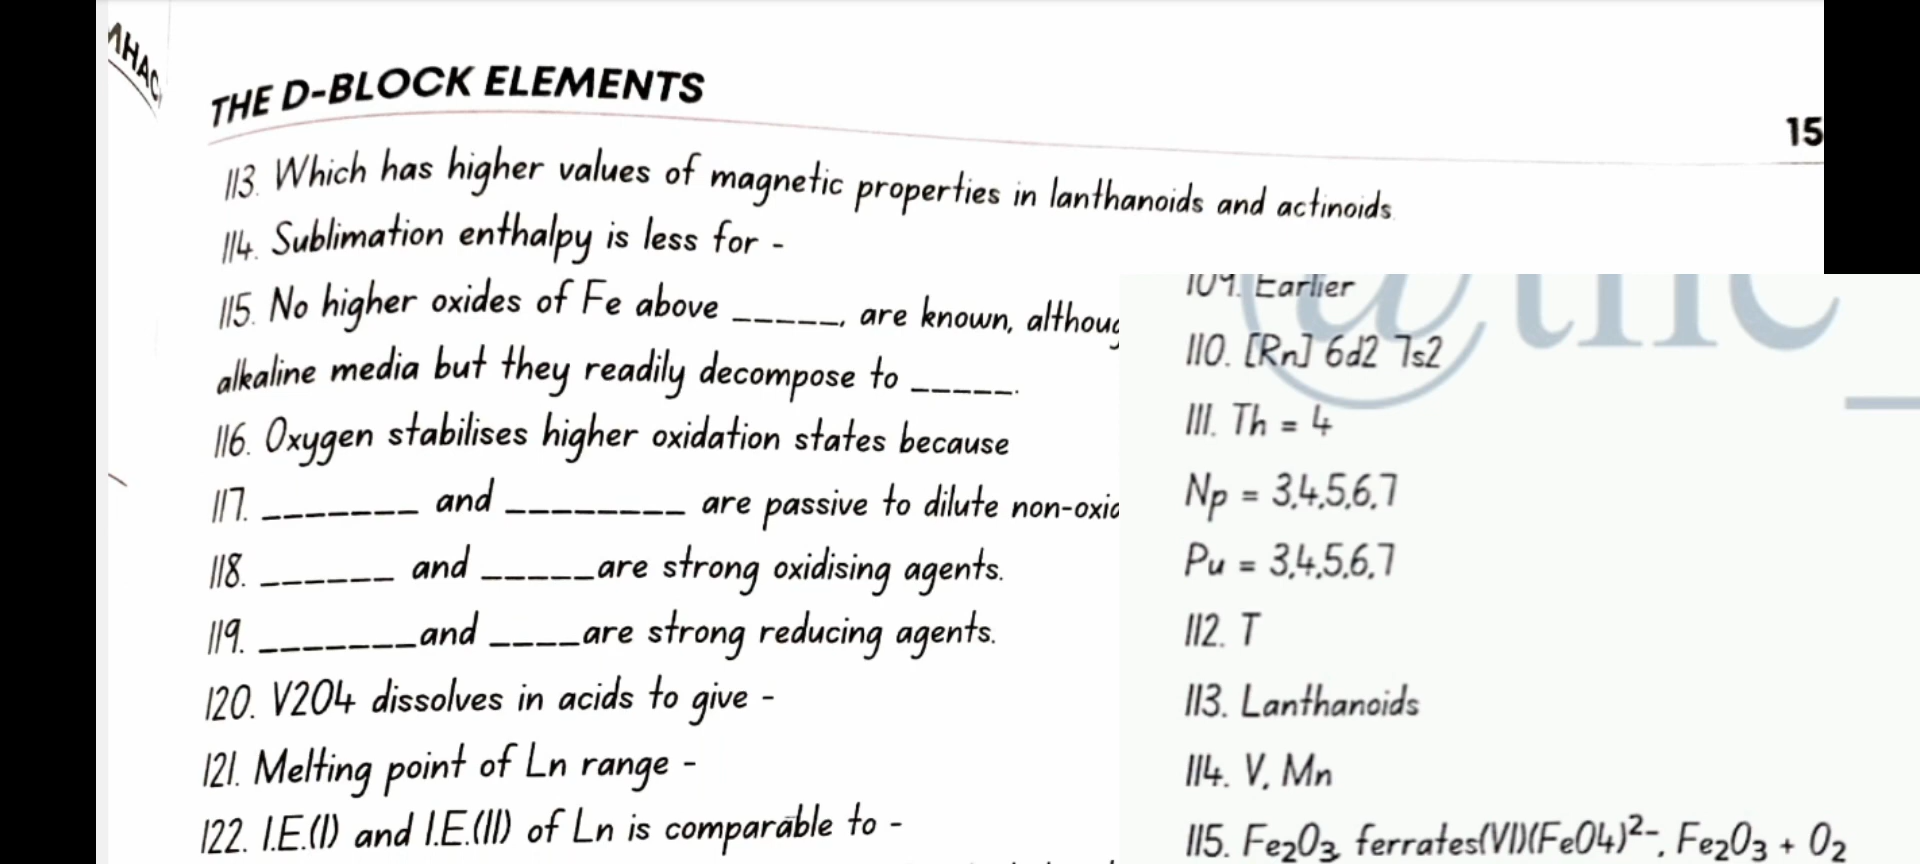 THE D-BLOCK ELEMENTS
15
113. Which has higher values of magnetic properties in lanthanoids and actinoids
114. Sublimation enthalpy is less for -
115. No higher oxides of Fe above _____, are known, althoug
alkaline media but they readily decompose to _____.
116. Oxygen stabilises higher oxidation states because
117. _______ and ________ are passive to dilute non-oxid
118. ______ and _____are strong oxidising agents.
119. _______and ____are strong reducing agents.
120. V2O4 dissolves in acids to give -
121. Melting point of Ln range -
122. I.E.(I) and I.E.(II) of Ln is comparable to -
109. Earlier
110. [Rn] 6d2 7s2
111. Th = 4
Np = 3,4,5,6,7
Pu = 3,4,5,6,7
112. T
113. Lanthanoids
114. V, Mn
115. Fe₂O₃, ferrates(VI)(FeO4)²⁻, Fe₂O₃ + O₂
@the_